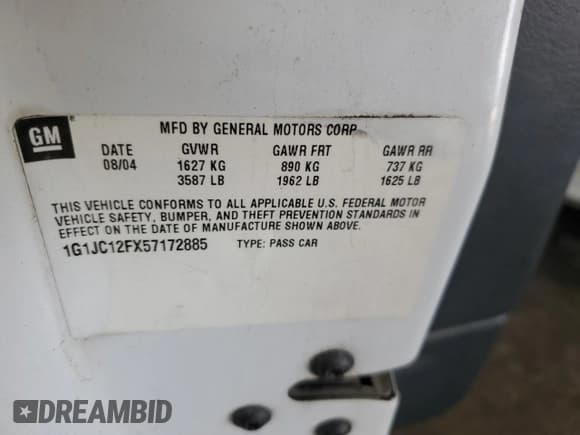 GM
MFD BY GENERAL MOTORS CORP
DATE GVWR GAWR FRT GAWR RR
08/04 1627 KG 890 KG 737 KG
3587 LB 1962 LB 1625 LB
THIS VEHICLE CONFORMS TO ALL APPLICABLE U.S. FEDERAL MOTOR
VEHICLE SAFETY, BUMPER, AND THEFT PREVENTION STANDARDS IN
EFFECT ON THE DATE OF MANUFACTURE SHOWN ABOVE.
1G1JC12FX57172885 TYPE: PASS CAR
DREAMBID